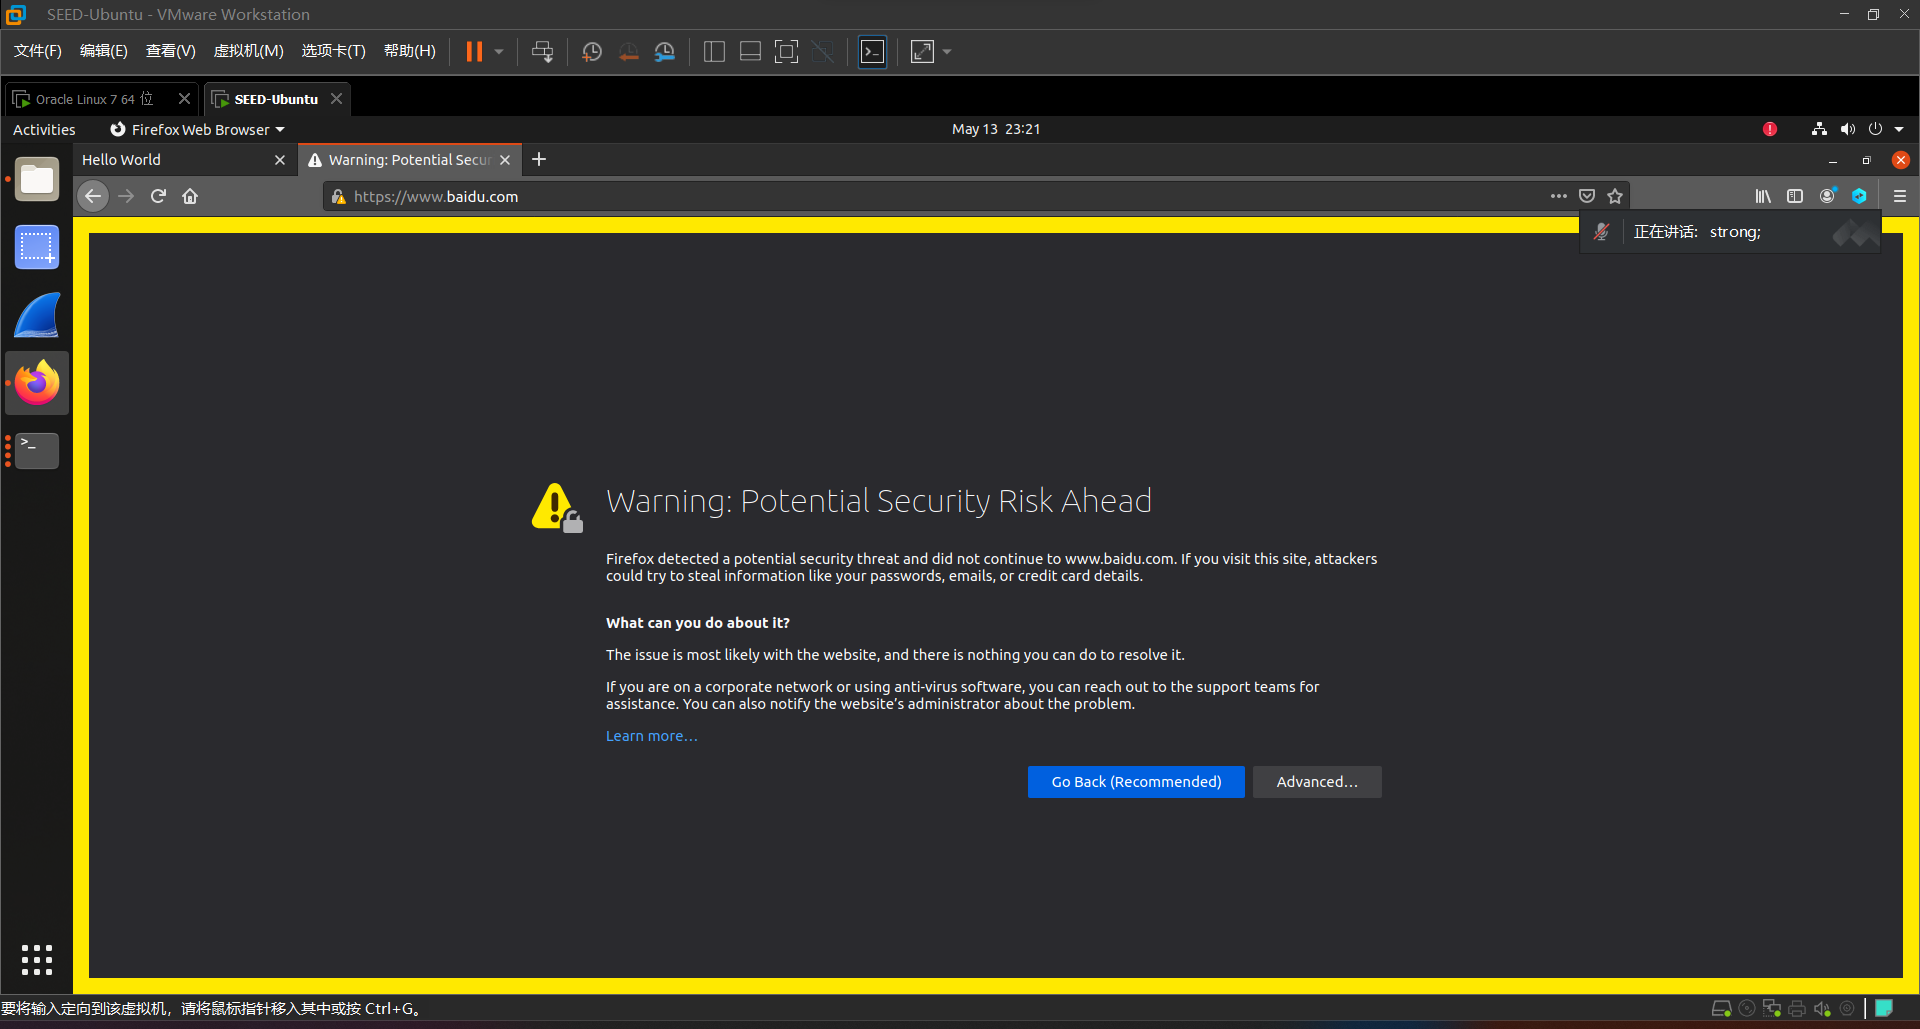 SEED-Ubuntu - VMware Workstation
文件(F) 编辑(E) 查看(V) 虚拟机(M) 选项卡(T) 帮助(H)
Oracle Linux 7 64 位 SEED-Ubuntu
Activities Firefox Web Browser May 13 23:21
Hello World Warning: Potential Secur
https://www.baidu.com
正在讲话: strong;
Warning: Potential Security Risk Ahead
Firefox detected a potential security threat and did not continue to www.baidu.com. If you visit this site, attackers
could try to steal information like your passwords, emails, or credit card details.
What can you do about it?
The issue is most likely with the website, and there is nothing you can do to resolve it.
If you are on a corporate network or using anti-virus software, you can reach out to the support teams for
assistance. You can also notify the website’s administrator about the problem.
Learn more…
Go Back (Recommended) Advanced…
要将输入定向到该虚拟机，请将鼠标指针移入其中或按 Ctrl+G。